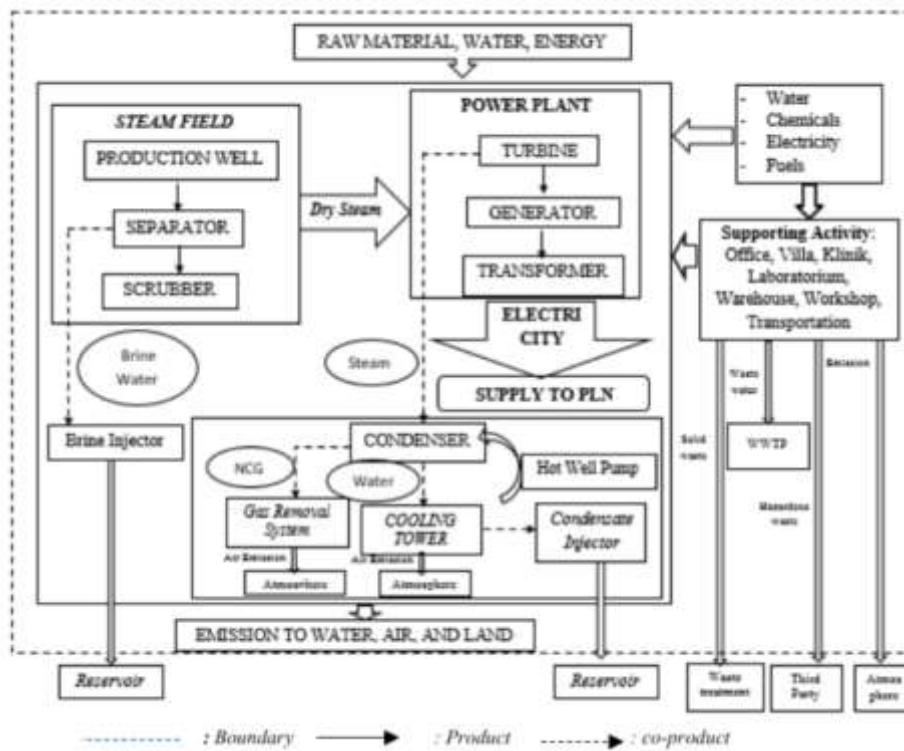 RAW MATERIAL, WATER, ENERGY
STEAM FIELD
PRODUCTION WELL
SEPARATOR
SCRUBBER
Dry Steam
POWER PLANT
TURBINE
GENERATOR
TRANSFORMER
ELECTRI
CITY
SUPPLY TO PLN
- Water
- Chemicals
- Electricity
- Fuels
Supporting Activity:
Office, Villa, Klinik,
Laboratorium,
Warehouse, Workshop,
Transportation
Brine
Water
Steam
Brine Injector
CONDENSER
NCG
Water
Hot Well Pump
Gas Removal
System
COOLING
TOWER
Condensate
Injector
Air Emission
Air Emission
Atmosphere
Atmosphere
Solid
waste
Waste
water
WWTP
Hazardous
waste
Emission
EMISSION TO WATER, AIR, AND LAND
Reservoir
Reservoir
Waste
treatment
Third
Party
Atmos
phere
: Boundary
: Product
: co-product